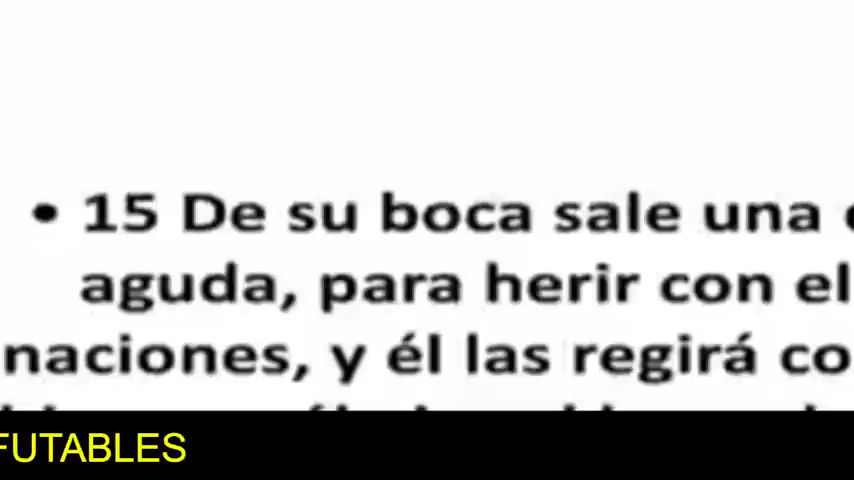 • 15 De su boca sale una
aguda, para herir con el
naciones, y él las regirá co
FUTABLES